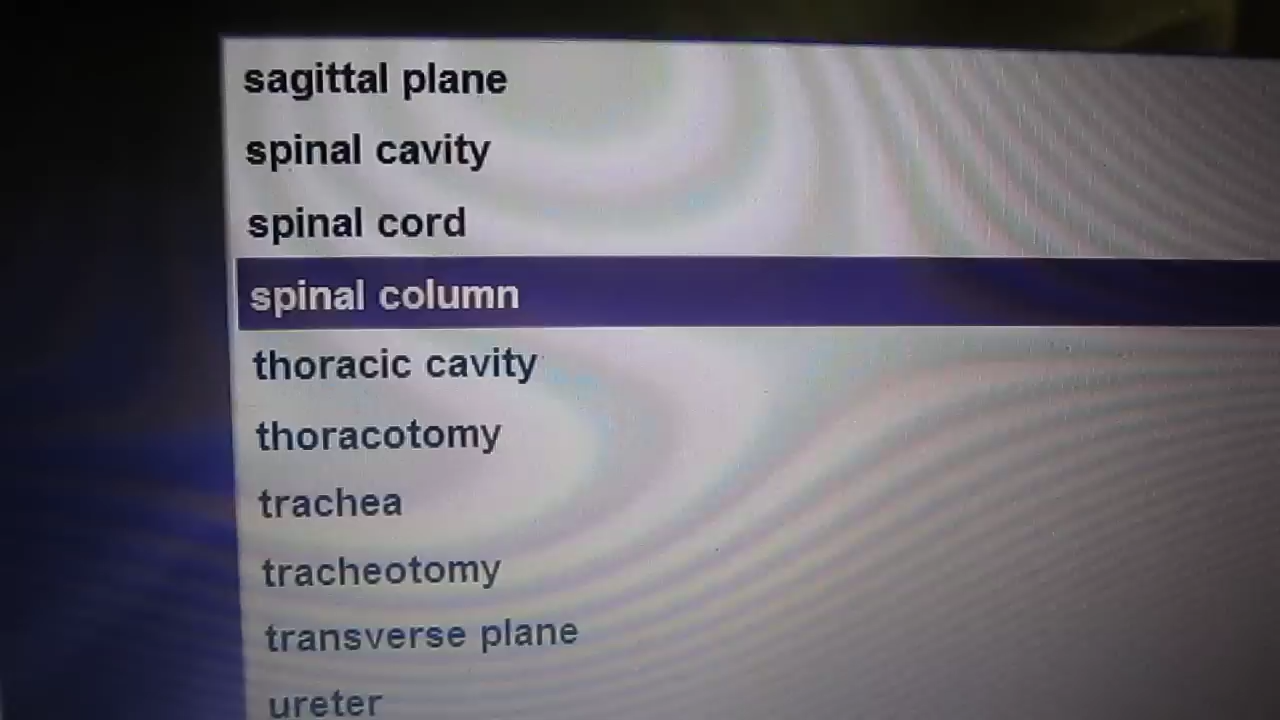 sagittal plane
spinal cavity
spinal cord
spinal column
thoracic cavity
thoracotomy
trachea
tracheotomy
transverse plane
ureter